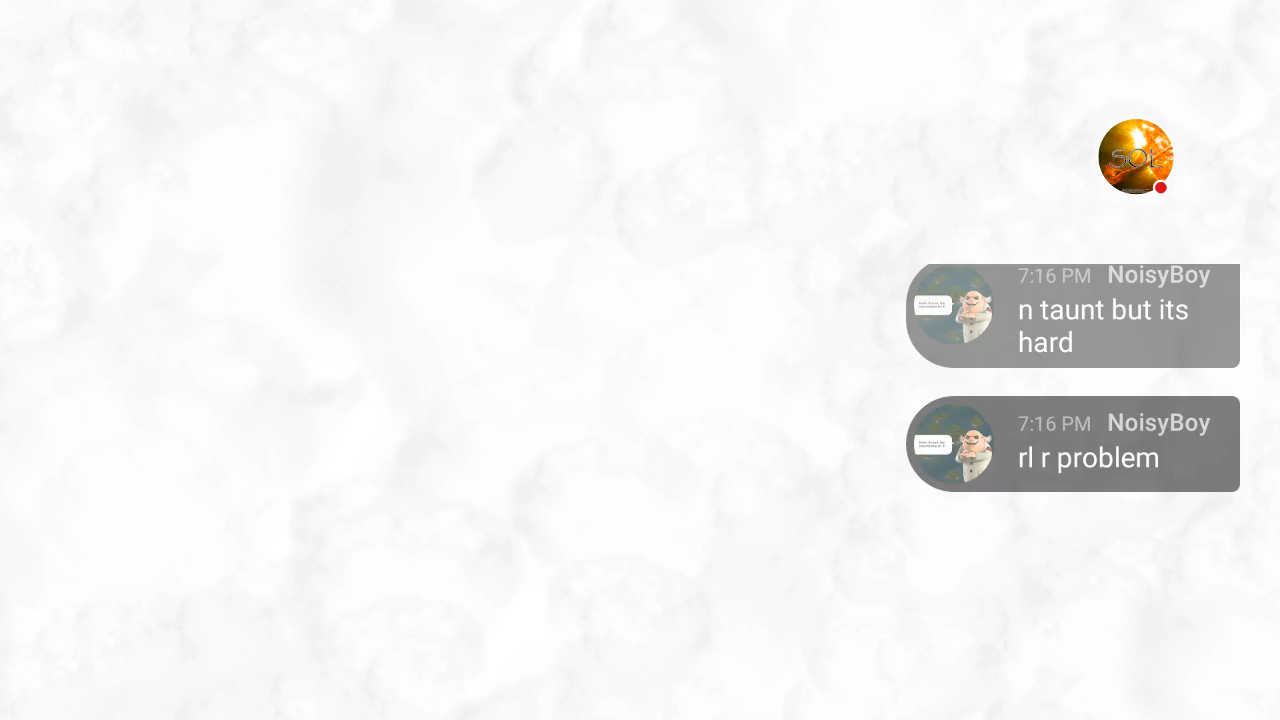 SOL
7:16 PM NoisyBoy
n taunt but its
hard
7:16 PM NoisyBoy
rl r problem